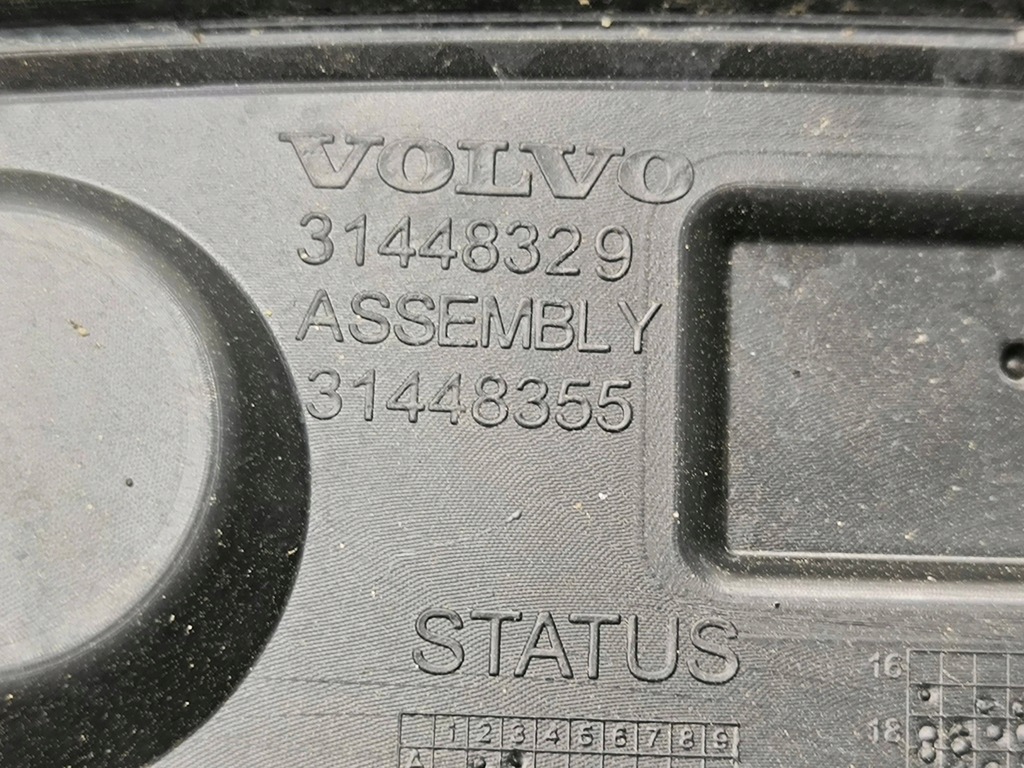 VOLVO
31448329
ASSEMBLY
31448355
STATUS
16
1 2 3 4 5 6 7 8 9
18
A